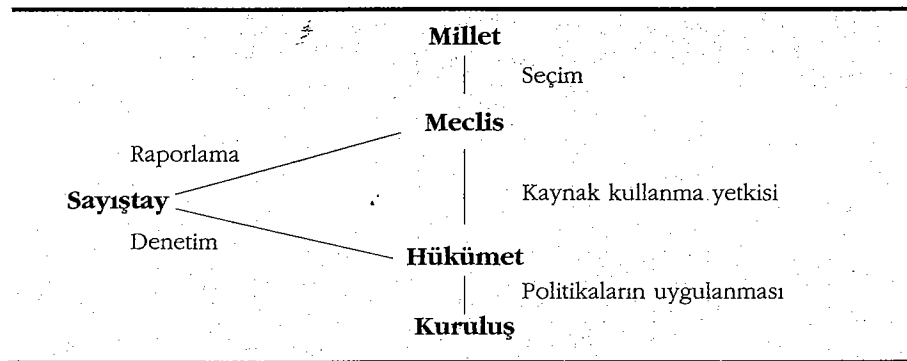 Millet
Seçim
Meclis
Raporlama
Sayıştay
Kaynak kullanma yetkisi
Denetim
Hükümet
Politikaların uygulanması
Kuruluş